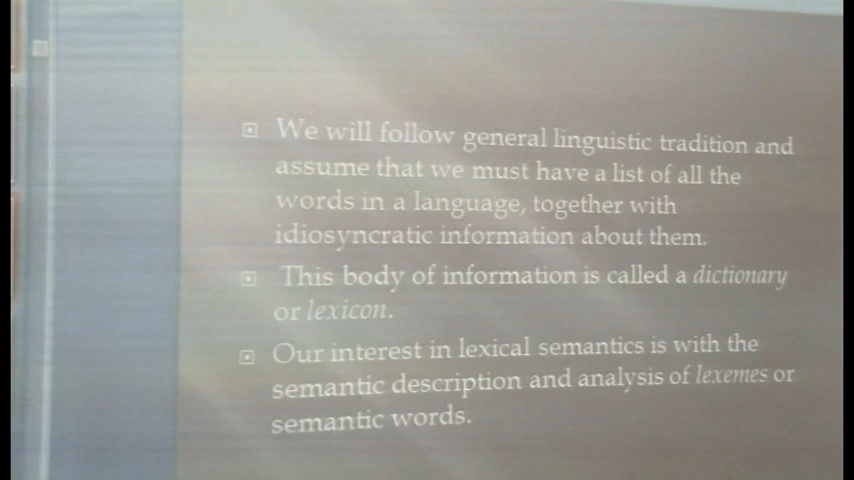 We will follow general linguistic tradition and
assume that we must have a list of all the
words in a language, together with
idiosyncratic information about them.
This body of information is called a dictionary
or lexicon.
Our interest in lexical semantics is with the
semantic description and analysis of lexemes or
semantic words.